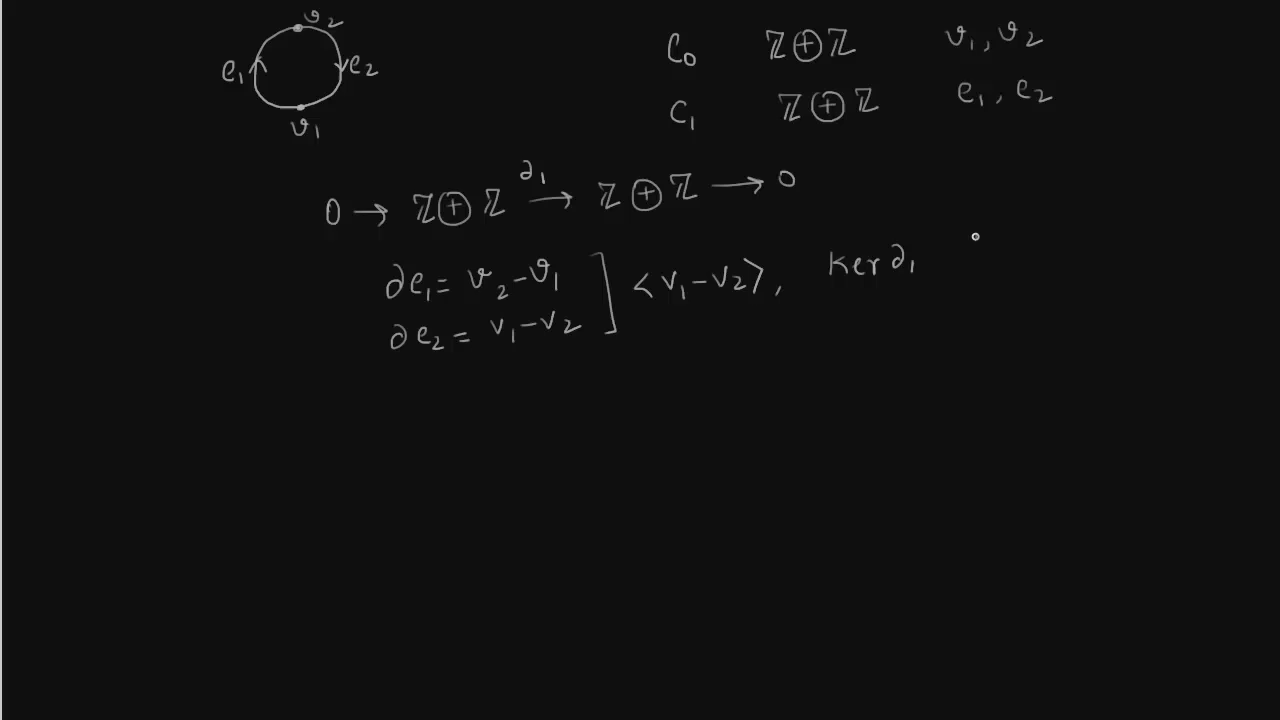 v₂
e₁ e₂
v₁
C₀ ℤ⊕ℤ v₁, v₂
C₁ ℤ⊕ℤ e₁, e₂
0 → ℤ⊕ℤ ∂₁→ ℤ⊕ℤ → 0
∂e₁ = v₂ - v₁ ] <v₁ - v₂>, Ker ∂₁
∂e₂ = v₁ - v₂